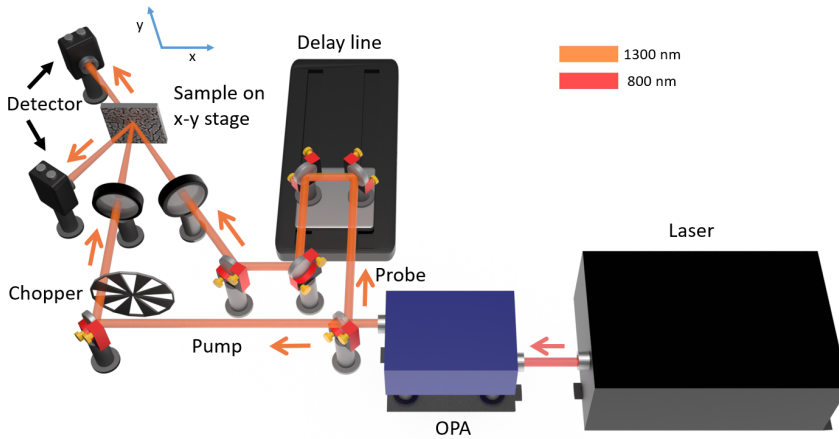 y
x
Delay line
1300 nm
800 nm
Detector
Sample on
x-y stage
Laser
Chopper
Probe
Pump
OPA